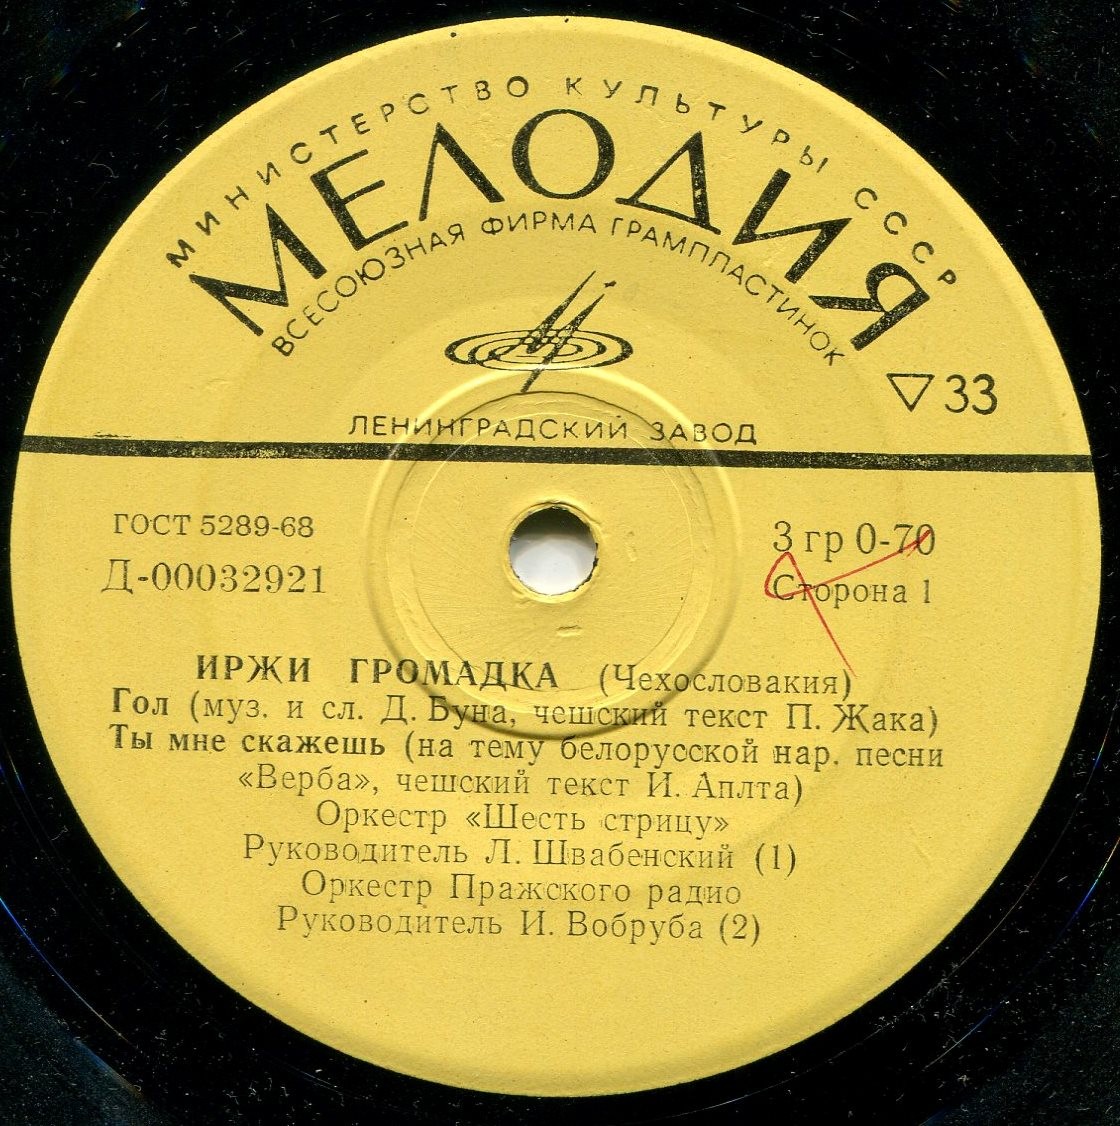 МИНИСТЕРСТВО КУЛЬТУРЫ СССР
МЕЛОДИЯ
ВСЕСОЮЗНАЯ ФИРМА ГРАМПЛАСТИНОК
▽33
ЛЕНИНГРАДСКИЙ ЗАВОД
ГОСТ 5289-68
3 гр 0-70
Д-00032921
Сторона 1
ИРЖИ ГРОМАДКА (Чехословакия)
Гол (муз. и сл. Д. Буна, чешский текст П. Жака)
Ты мне скажешь (на тему белорусской нар. песни
«Верба», чешский текст И. Аплта)
Оркестр «Шесть стрицу»
Руководитель Л. Швабенский (1)
Оркестр Пражского радио
Руководитель И. Вобруба (2)